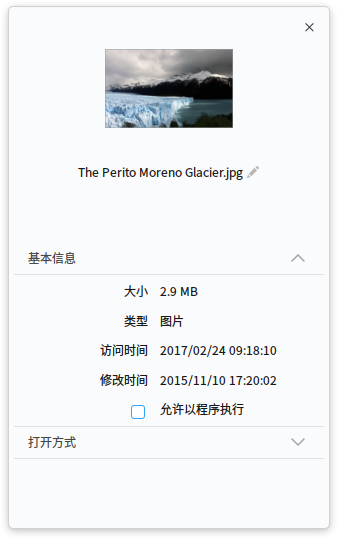 The Perito Moreno Glacier.jpg
基本信息
大小 2.9 MB
类型 图片
访问时间 2017/02/24 09:18:10
修改时间 2015/11/10 17:20:02
允许以程序执行
打开方式